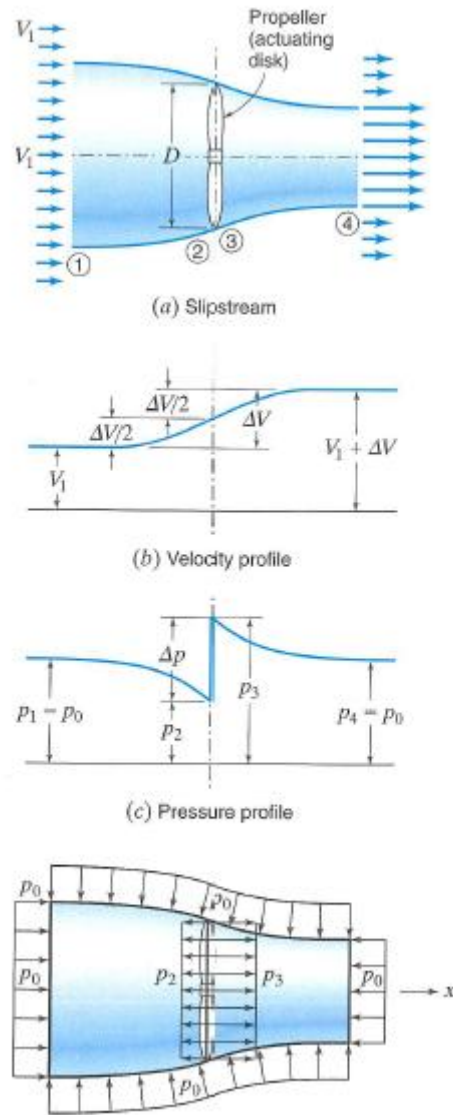 V₁
Propeller
(actuating
disk)
V₁
D
① ② ③ ④
(a) Slipstream
ΔV/2
ΔV/2
ΔV
V₁
V₁ + ΔV
(b) Velocity profile
Δp
p₃
p₁ = p₀
p₂
p₄ = p₀
(c) Pressure profile
p₀
p₀
p₀
p₂
p₃
p₀
x
p₀